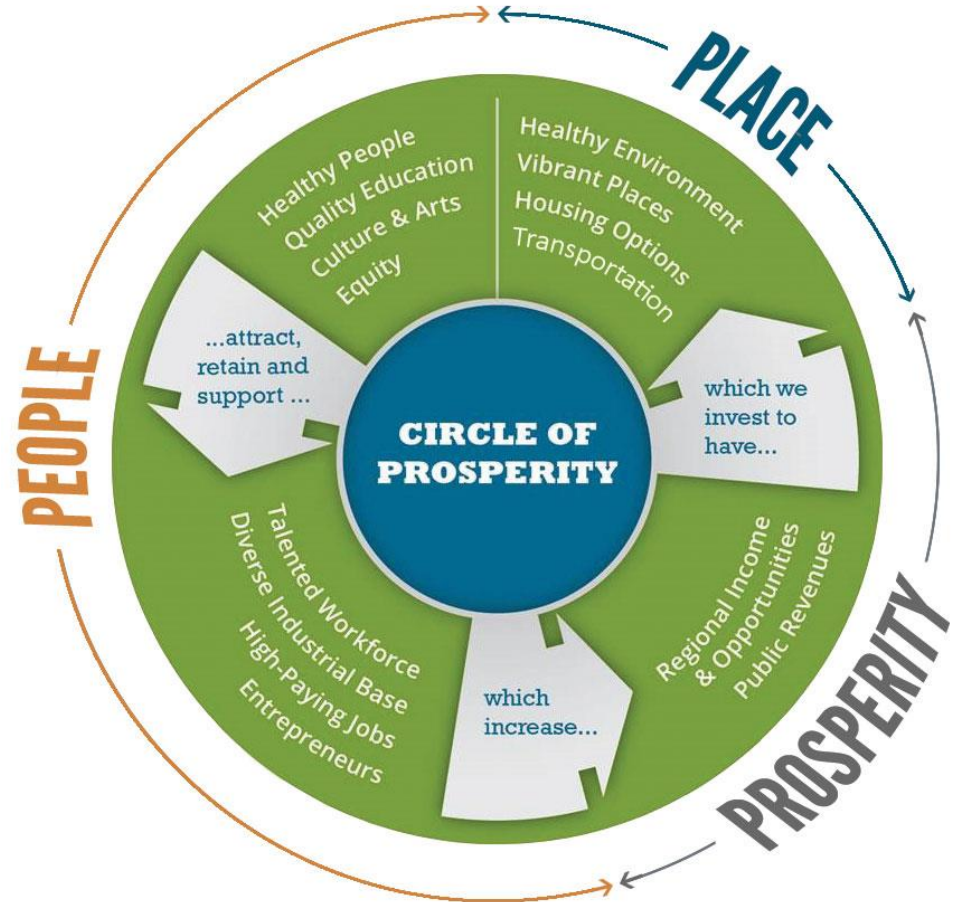 PLACE
Healthy People
Quality Education
Culture & Arts
Equity
Healthy Environment
Vibrant Places
Housing Options
Transportation
...attract,
retain and
support ...
which we
invest to
have...
PEOPLE
CIRCLE OF
PROSPERITY
Talented Workforce
Diverse Industrial Base
High-Paying Jobs
Entrepreneurs
Regional Income
& Opportunities
Public Revenues
which
increase...
PROSPERITY